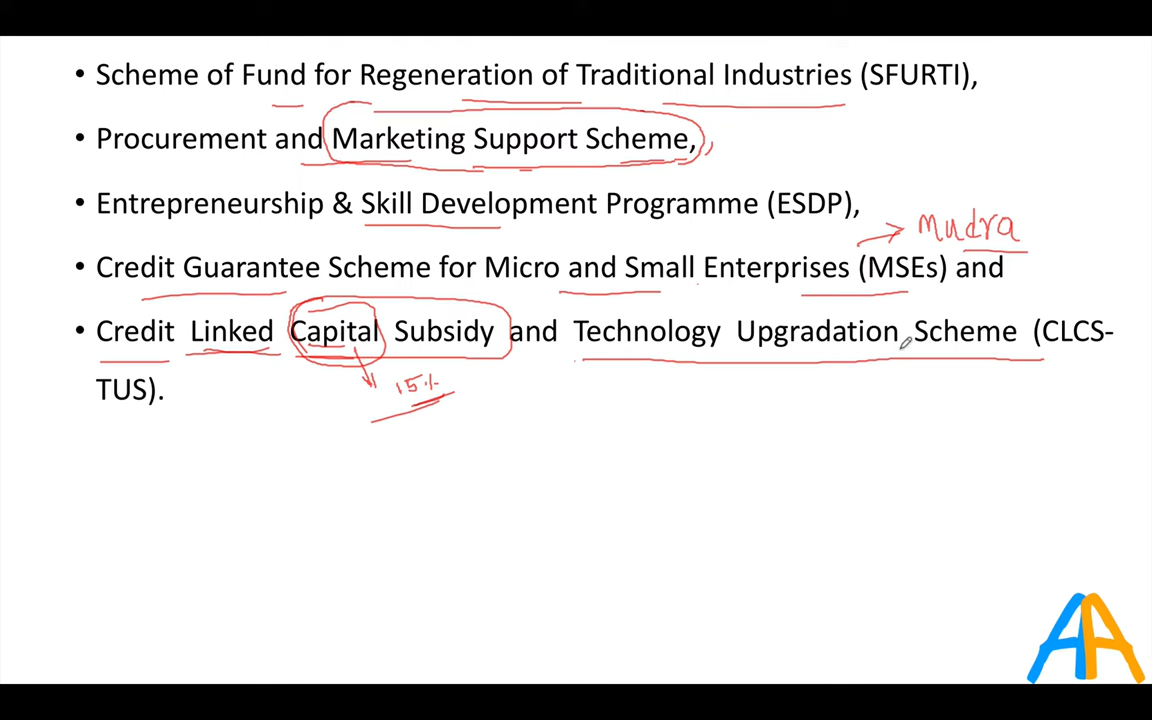 • Scheme of Fund for Regeneration of Traditional Industries (SFURTI),
• Procurement and Marketing Support Scheme,
• Entrepreneurship & Skill Development Programme (ESDP),
mudra
• Credit Guarantee Scheme for Micro and Small Enterprises (MSEs) and
• Credit Linked Capital Subsidy and Technology Upgradation Scheme (CLCS-
TUS).
15%
AA